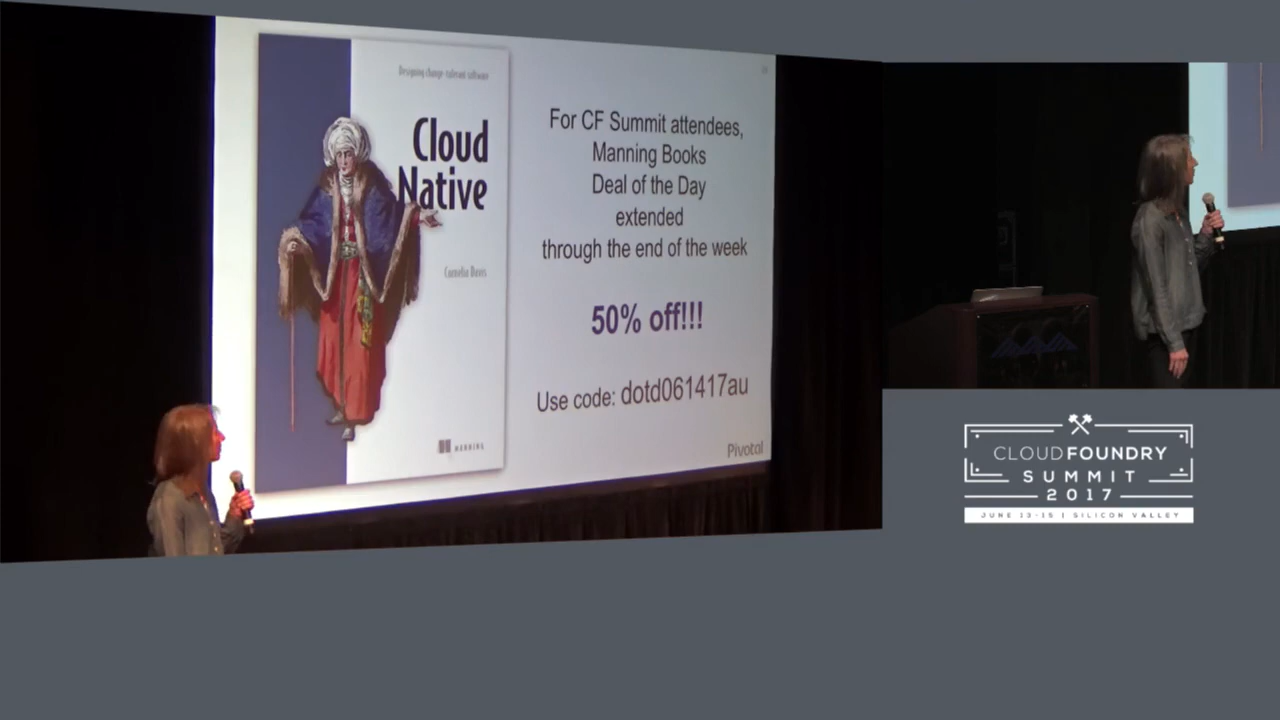 Designing change-tolerant software
Cloud
Native
Cornelia Davis
MANNING
For CF Summit attendees,
Manning Books
Deal of the Day
extended
through the end of the week
50% off!!!
Use code: dotd061417au
Pivotal
CLOUDFOUNDRY
SUMMIT
2017
JUNE 13-15 | SILICON VALLEY